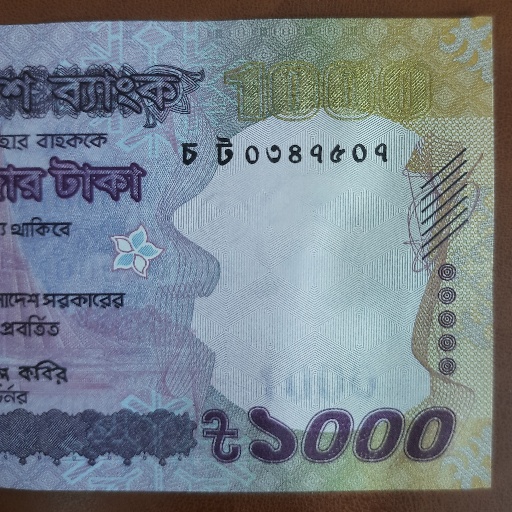 শ ব্যাংক 1000
হার বাহককে
চ ট ০৩৪৭৫০৭
ার টাকা
থাকিবে
াদেশ সরকারের
প্রবর্তিত
কবির
র্নর
৳১০০০